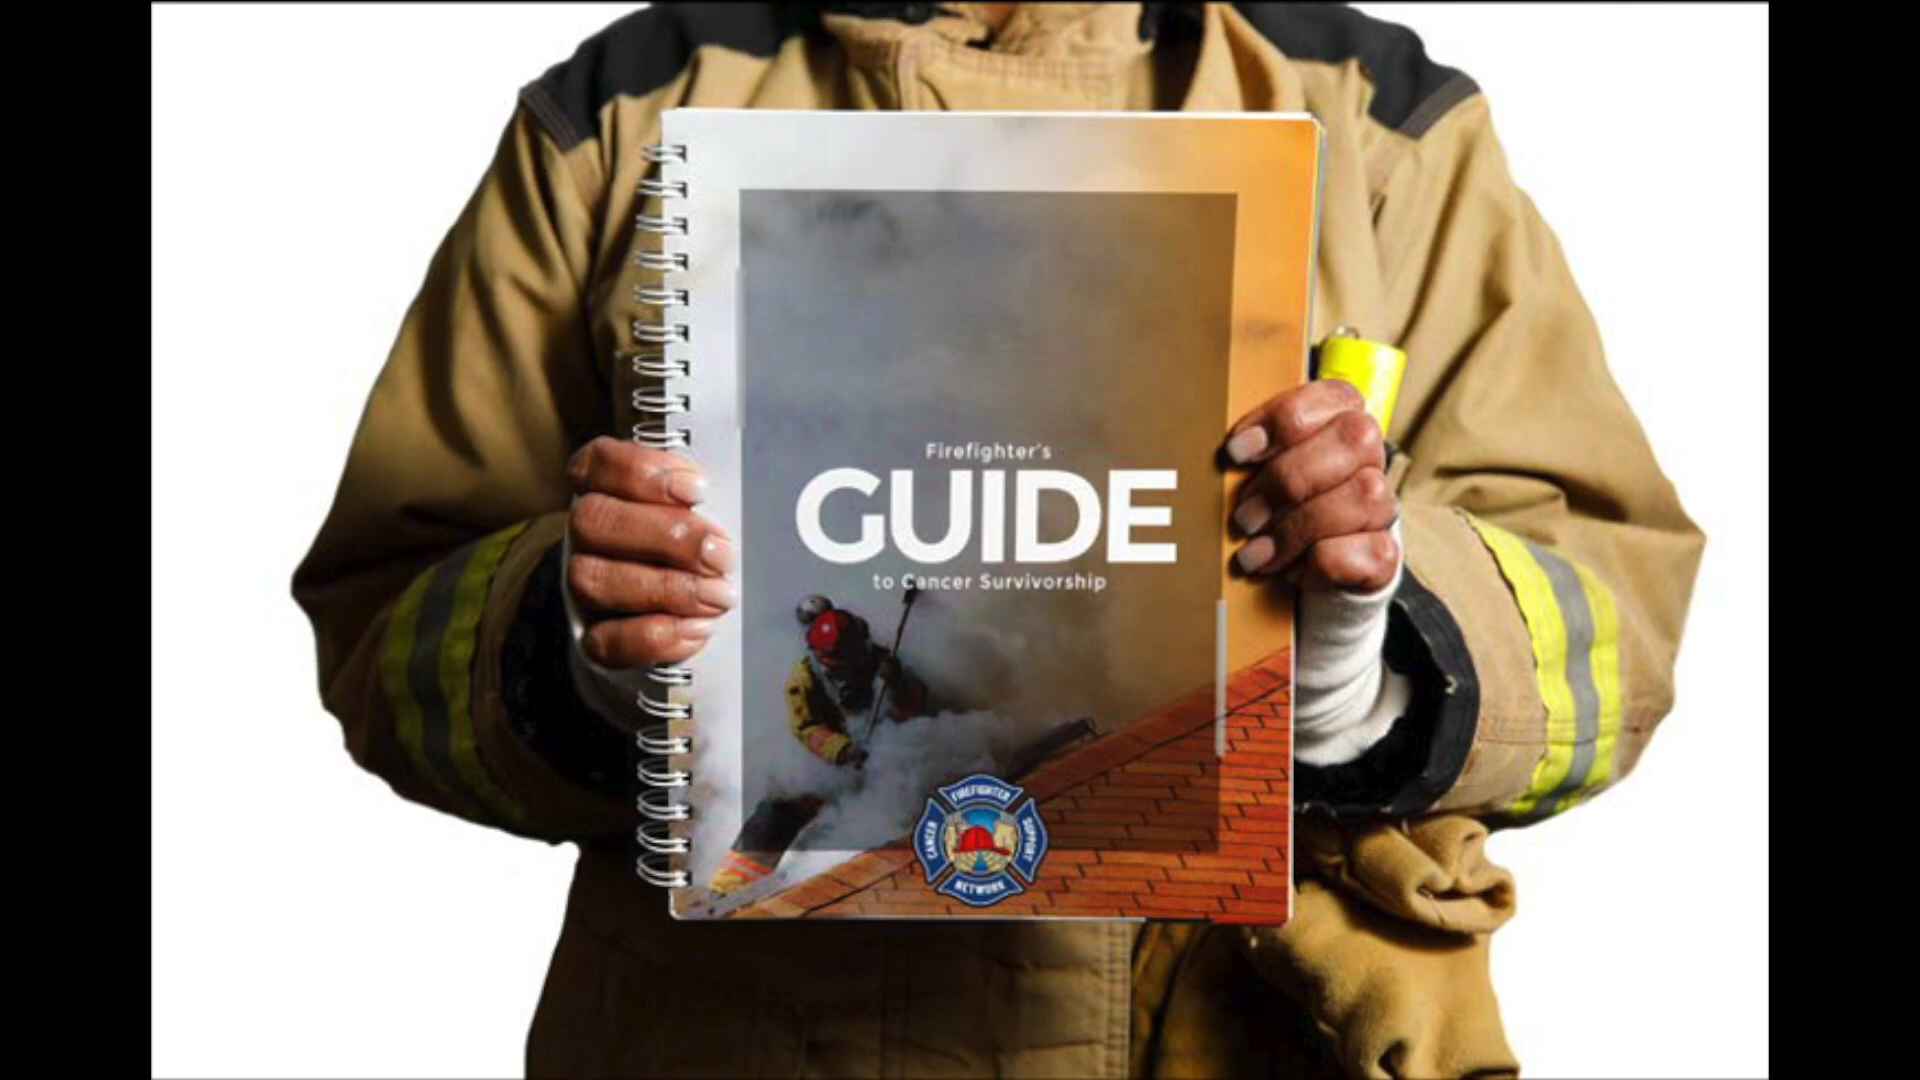 Firefighter's
GUIDE
to Cancer Survivorship
FIREFIGHTER
CANCER
SUPPORT
NETWORK